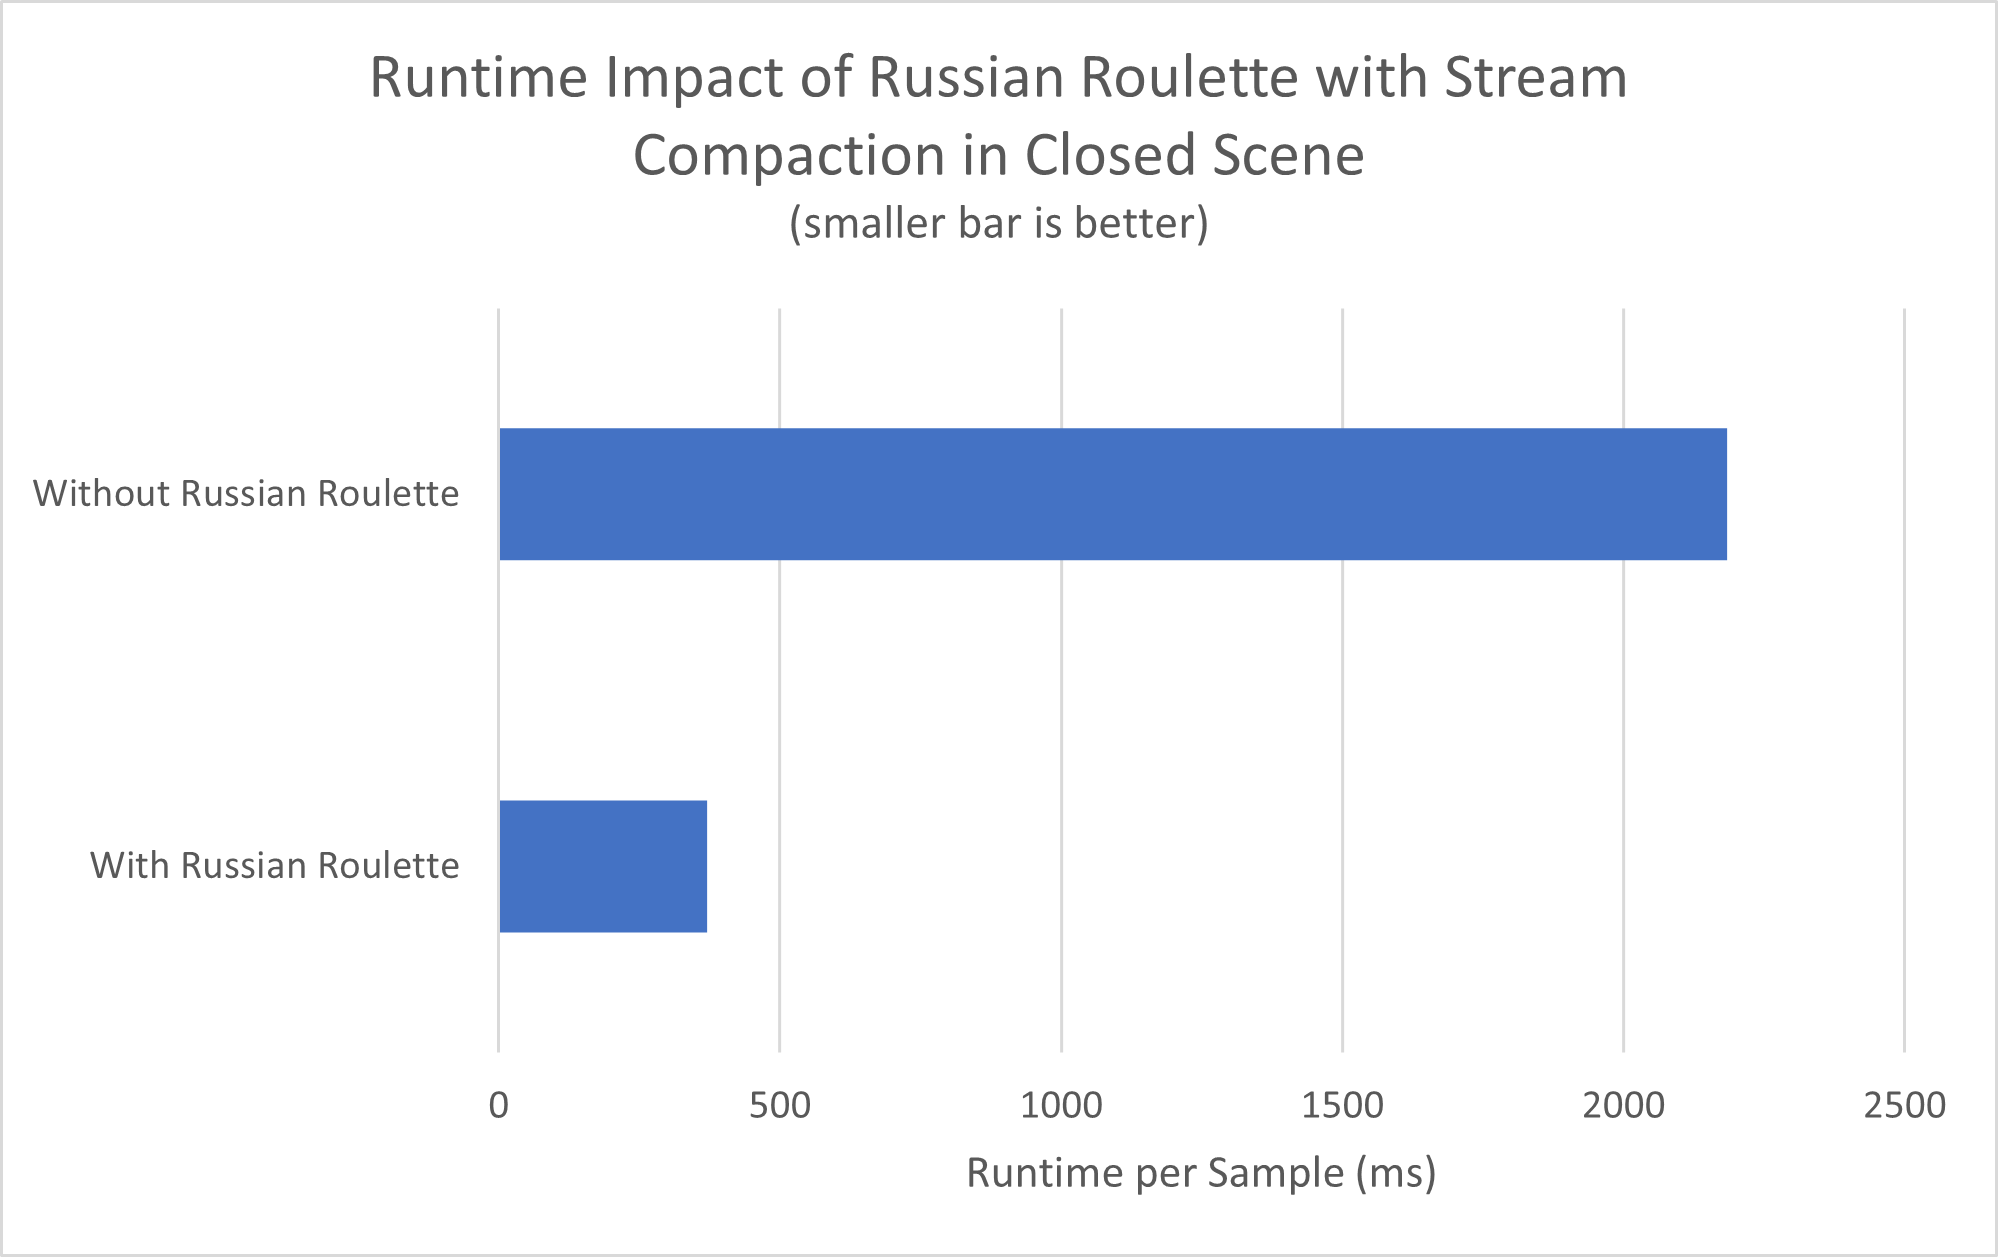 Runtime Impact of Russian Roulette with Stream
Compaction in Closed Scene
(smaller bar is better)
Without Russian Roulette
With Russian Roulette
0 500 1000 1500 2000 2500
Runtime per Sample (ms)